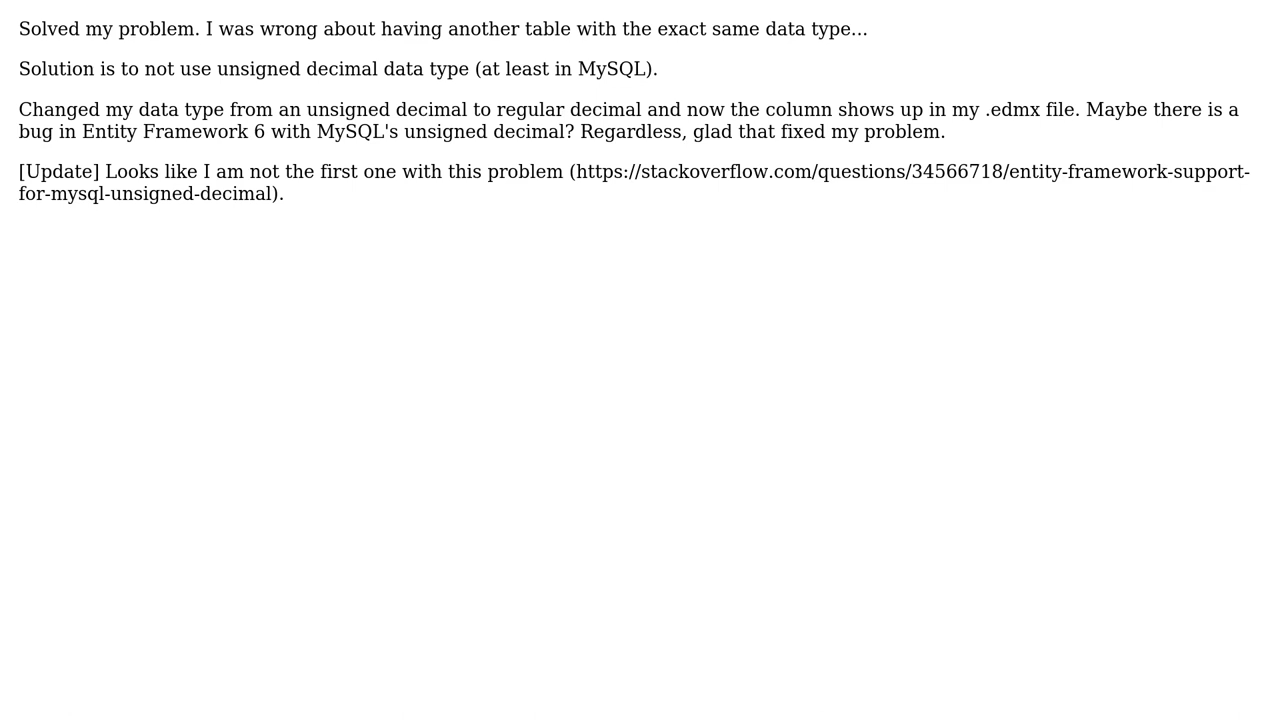 Solved my problem. I was wrong about having another table with the exact same data type...
Solution is to not use unsigned decimal data type (at least in MySQL).
Changed my data type from an unsigned decimal to regular decimal and now the column shows up in my .edmx file. Maybe there is a
bug in Entity Framework 6 with MySQL's unsigned decimal? Regardless, glad that fixed my problem.
[Update] Looks like I am not the first one with this problem (https://stackoverflow.com/questions/34566718/entity-framework-support-
for-mysql-unsigned-decimal).